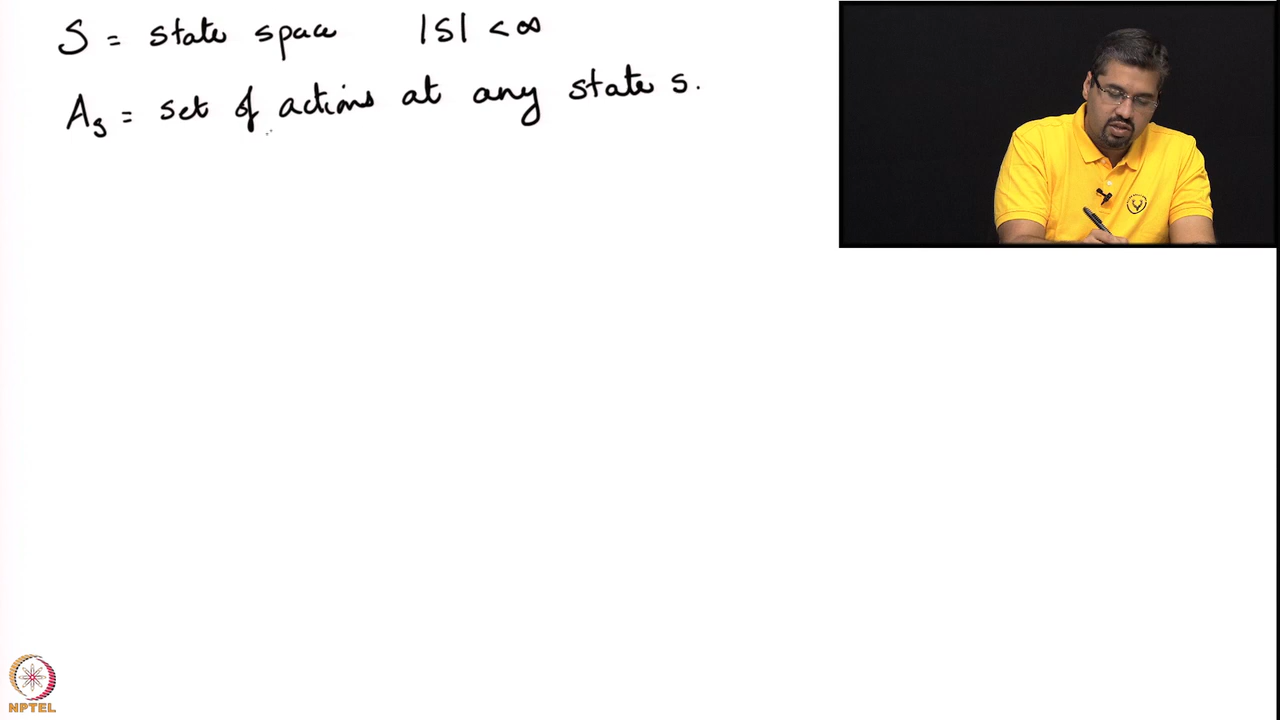 S = state space |S| < ∞
A_s = set of actions at any state s.
NPTEL